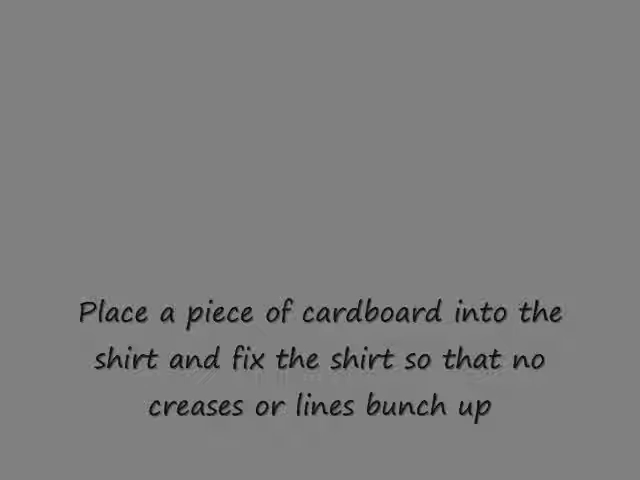 Place a piece of cardboard into the
shirt and fix the shirt so that no
creases or lines bunch up